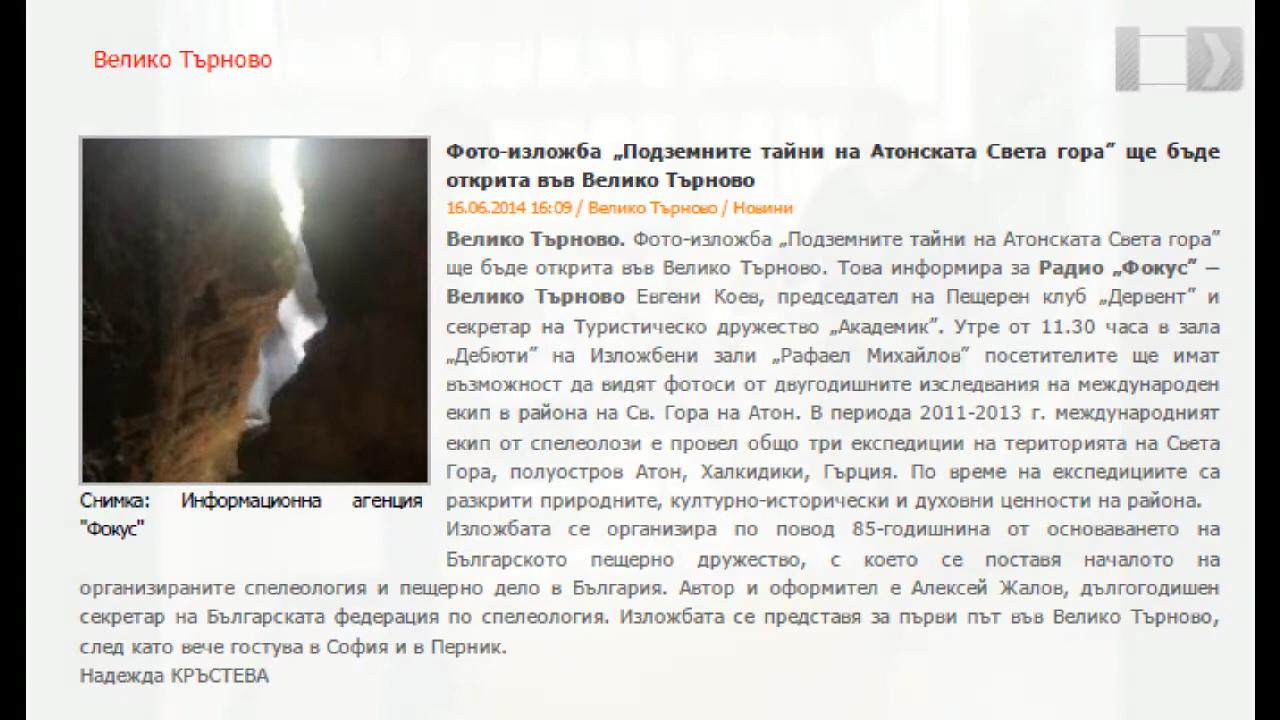 Велико Търново
Фото-изложба „Подземните тайни на Атонската Света гора” ще бъде
открита във Велико Търново
16.06.2014 16:09 / Велико Търново / Новини
Велико Търново. Фото-изложба „Подземните тайни на Атонската Света гора”
ще бъде открита във Велико Търново. Това информира за Радио „Фокус” –
Велико Търново Евгени Коев, председател на Пещерен клуб „Дервент” и
секретар на Туристическо дружество „Академик”. Утре от 11.30 часа в зала
„Дебюти” на Изложбени зали „Рафаел Михайлов” посетителите ще имат
възможност да видят фотоси от двугодишните изследвания на международен
екип в района на Св. Гора на Атон. В периода 2011-2013 г. международният
екип от спелеолози е провел общо три експедиции на територията на Света
Гора, полуостров Атон, Халкидики, Гърция. По време на експедициите са
разкрити природните, културно-исторически и духовни ценности на района.
Снимка: Информационна агенция
"Фокус"
Изложбата се организира по повод 85-годишнина от основаването на
Българското пещерно дружество, с което се поставя началото на
организираните спелеология и пещерно дело в България. Автор и оформител е Алексей Жалов, дългогодишен
секретар на Българската федерация по спелеология. Изложбата се представя за първи път във Велико Търново,
след като вече гостува в София и в Перник.
Надежда КРЪСТЕВА